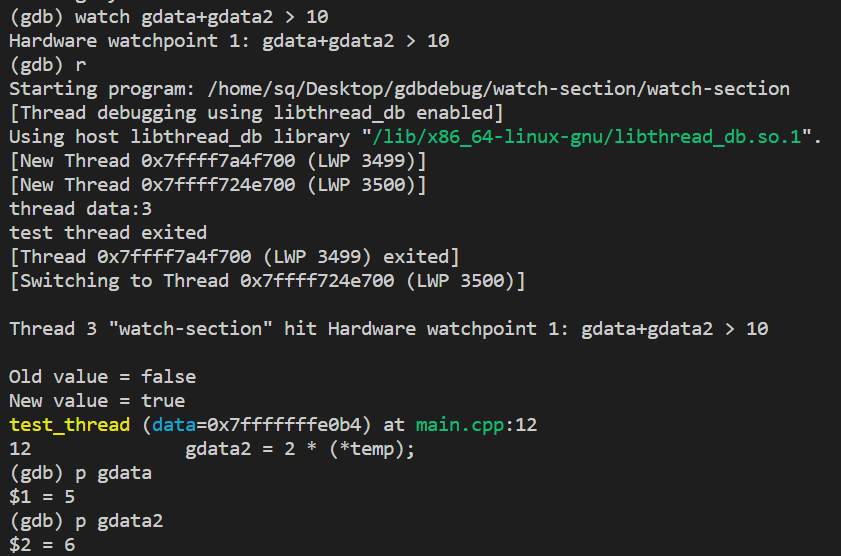 (gdb) watch gdata+gdata2 > 10
Hardware watchpoint 1: gdata+gdata2 > 10
(gdb) r
Starting program: /home/sq/Desktop/gdbdebug/watch-section/watch-section
[Thread debugging using libthread_db enabled]
Using host libthread_db library "/lib/x86_64-linux-gnu/libthread_db.so.1".
[New Thread 0x7ffff7a4f700 (LWP 3499)]
[New Thread 0x7ffff724e700 (LWP 3500)]
thread data:3
test thread exited
[Thread 0x7ffff7a4f700 (LWP 3499) exited]
[Switching to Thread 0x7ffff724e700 (LWP 3500)]

Thread 3 "watch-section" hit Hardware watchpoint 1: gdata+gdata2 > 10

Old value = false
New value = true
test_thread (data=0x7fffffffe0b4) at main.cpp:12
12              gdata2 = 2 * (*temp);
(gdb) p gdata
$1 = 5
(gdb) p gdata2
$2 = 6